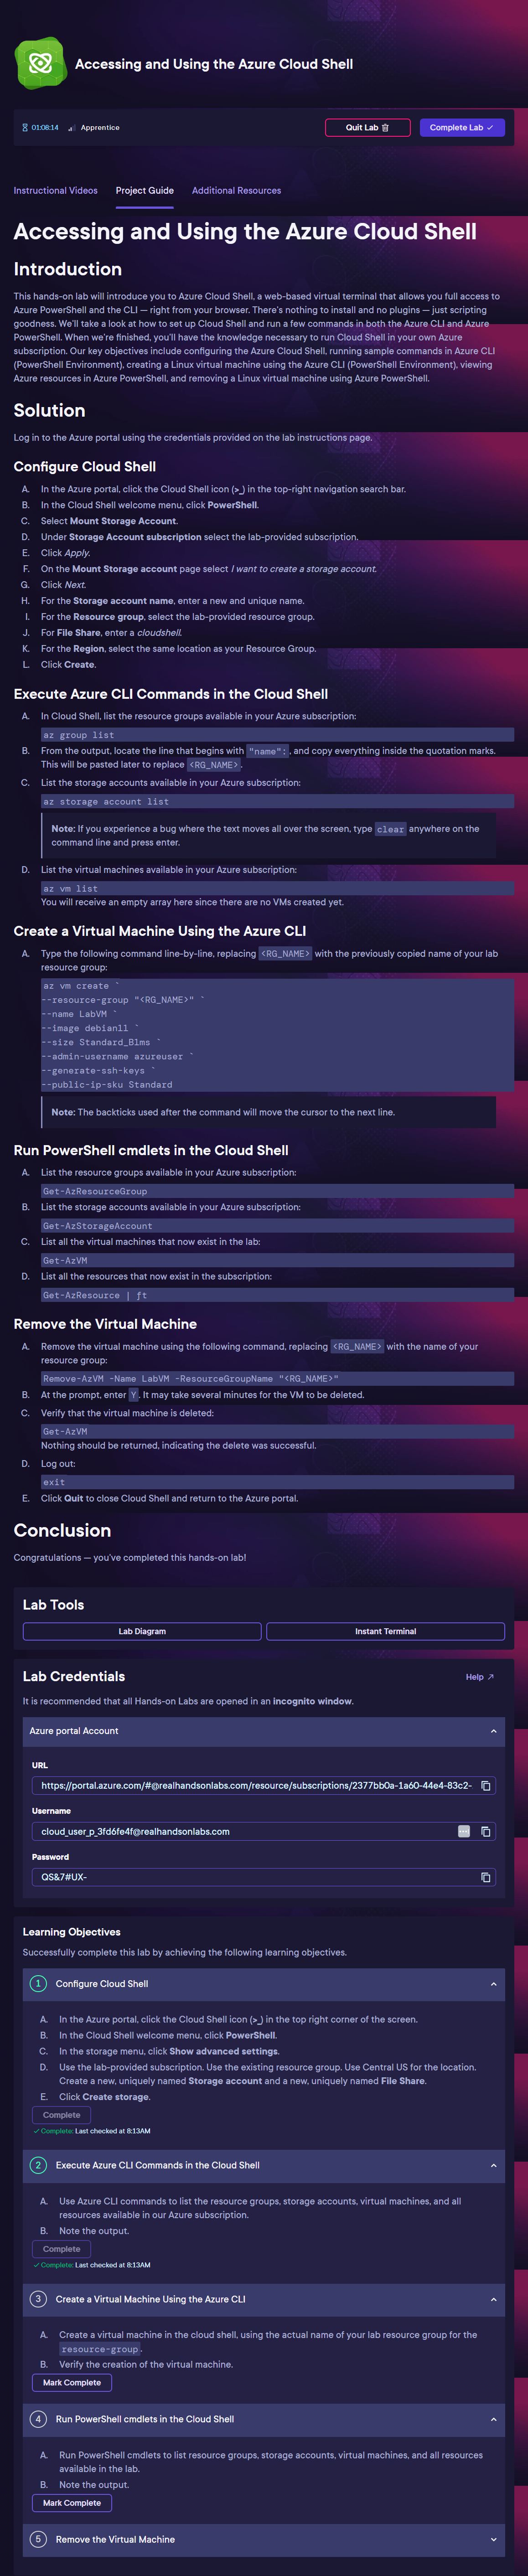 Accessing and Using the Azure Cloud Shell
01:08:14 Apprentice Quit Lab Complete Lab
Instructional Videos Project Guide Additional Resources
Accessing and Using the Azure Cloud Shell
Introduction
This hands-on lab will introduce you to Azure Cloud Shell, a web-based virtual terminal that allows you full access to
Azure PowerShell and the CLI — right from your browser. There's nothing to install and no plugins — just scripting
goodness. We'll take a look at how to set up Cloud Shell and run a few commands in both the Azure CLI and Azure
PowerShell. When we're finished, you'll have the knowledge necessary to run Cloud Shell in your own Azure
subscription. Our key objectives include configuring the Azure Cloud Shell, running sample commands in Azure CLI
(PowerShell Environment), creating a Linux virtual machine using the Azure CLI (PowerShell Environment), viewing
Azure resources in Azure PowerShell, and removing a Linux virtual machine using Azure PowerShell.
Solution
Log in to the Azure portal using the credentials provided on the lab instructions page.
Configure Cloud Shell
A. In the Azure portal, click the Cloud Shell icon (>_) in the top-right navigation search bar.
B. In the Cloud Shell welcome menu, click PowerShell.
C. Select Mount Storage Account.
D. Under Storage Account subscription select the lab-provided subscription.
E. Click Apply.
F. On the Mount Storage account page select I want to create a storage account.
G. Click Next.
H. For the Storage account name, enter a new and unique name.
I. For the Resource group, select the lab-provided resource group.
J. For File Share, enter a cloudshell.
K. For the Region, select the same location as your Resource Group.
L. Click Create.
Execute Azure CLI Commands in the Cloud Shell
A. In Cloud Shell, list the resource groups available in your Azure subscription:
az group list
B. From the output, locate the line that begins with "name":, and copy everything inside the quotation marks.
This will be pasted later to replace <RG_NAME>.
C. List the storage accounts available in your Azure subscription:
az storage account list
Note: If you experience a bug where the text moves all over the screen, type clear anywhere on the
command line and press enter.
D. List the virtual machines available in your Azure subscription:
az vm list
You will receive an empty array here since there are no VMs created yet.
Create a Virtual Machine Using the Azure CLI
A. Type the following command line-by-line, replacing <RG_NAME> with the previously copied name of your lab
resource group:
az vm create `
--resource-group "<RG_NAME>" `
--name LabVM `
--image debian11 `
--size Standard_B1ms `
--admin-username azureuser `
--generate-ssh-keys `
--public-ip-sku Standard
Note: The backticks used after the command will move the cursor to the next line.
Run PowerShell cmdlets in the Cloud Shell
A. List the resource groups available in your Azure subscription:
Get-AzResourceGroup
B. List the storage accounts available in your Azure subscription:
Get-AzStorageAccount
C. List all the virtual machines that now exist in the lab:
Get-AzVM
D. List all the resources that now exist in the subscription:
Get-AzResource | ft
Remove the Virtual Machine
A. Remove the virtual machine using the following command, replacing <RG_NAME> with the name of your
resource group:
Remove-AzVM -Name LabVM -ResourceGroupName "<RG_NAME>"
B. At the prompt, enter Y. It may take several minutes for the VM to be deleted.
C. Verify that the virtual machine is deleted:
Get-AzVM
Nothing should be returned, indicating the delete was successful.
D. Log out:
exit
E. Click Quit to close Cloud Shell and return to the Azure portal.
Conclusion
Congratulations — you've completed this hands-on lab!
Lab Tools
Lab Diagram Instant Terminal
Lab Credentials Help
It is recommended that all Hands-on Labs are opened in an incognito window.
Azure portal Account
URL
https://portal.azure.com/#@realhandsonlabs.com/resource/subscriptions/2377bb0a-1a60-44e4-83c2-
Username
cloud_user_p_3fd6fe4f@realhandsonlabs.com
Password
QS&7#UX-
Learning Objectives
Successfully complete this lab by achieving the following learning objectives.
1 Configure Cloud Shell
A. In the Azure portal, click the Cloud Shell icon (>_) in the top right corner of the screen.
B. In the Cloud Shell welcome menu, click PowerShell.
C. In the storage menu, click Show advanced settings.
D. Use the lab-provided subscription. Use the existing resource group. Use Central US for the location.
Create a new, uniquely named Storage account and a new, uniquely named File Share.
E. Click Create storage.
Complete
Complete: Last checked at 8:13AM
2 Execute Azure CLI Commands in the Cloud Shell
A. Use Azure CLI commands to list the resource groups, storage accounts, virtual machines, and all
resources available in our Azure subscription.
B. Note the output.
Complete
Complete: Last checked at 8:13AM
3 Create a Virtual Machine Using the Azure CLI
A. Create a virtual machine in the cloud shell, using the actual name of your lab resource group for the
resource-group.
B. Verify the creation of the virtual machine.
Mark Complete
4 Run PowerShell cmdlets in the Cloud Shell
A. Run PowerShell cmdlets to list resource groups, storage accounts, virtual machines, and all resources
available in the lab.
B. Note the output.
Mark Complete
5 Remove the Virtual Machine